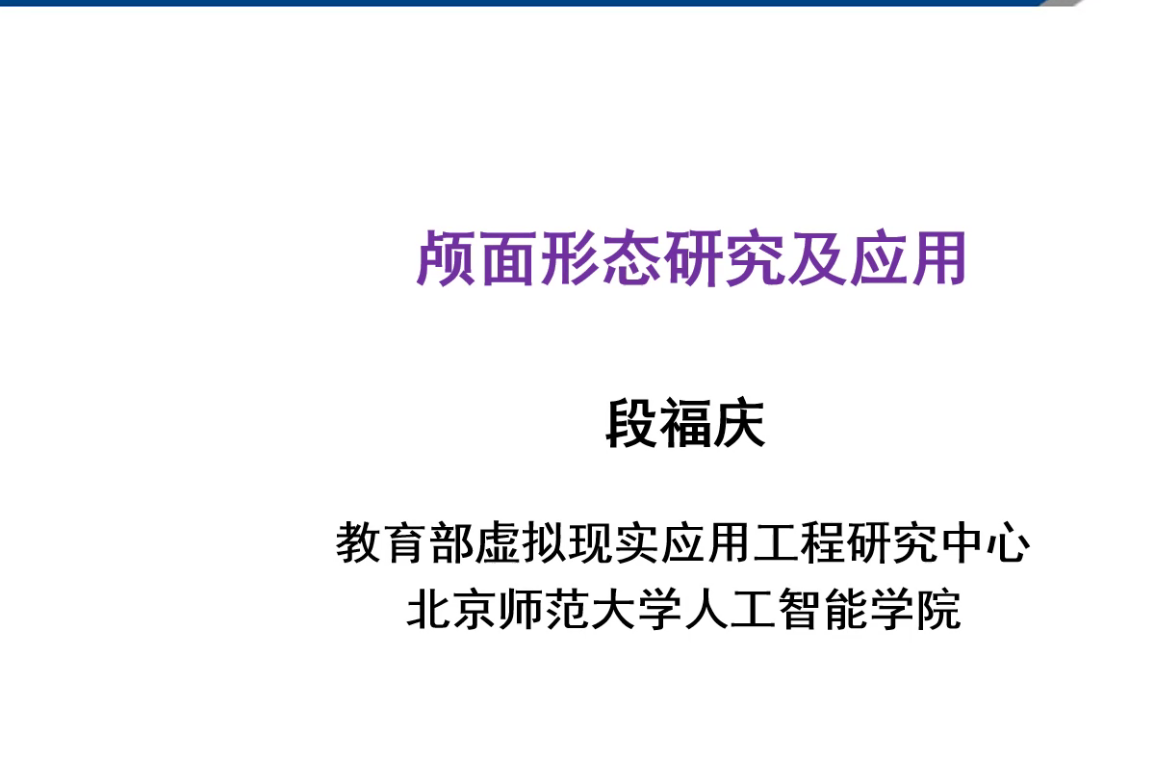 颅面形态研究及应用
段福庆
教育部虚拟现实应用工程研究中心
北京师范大学人工智能学院